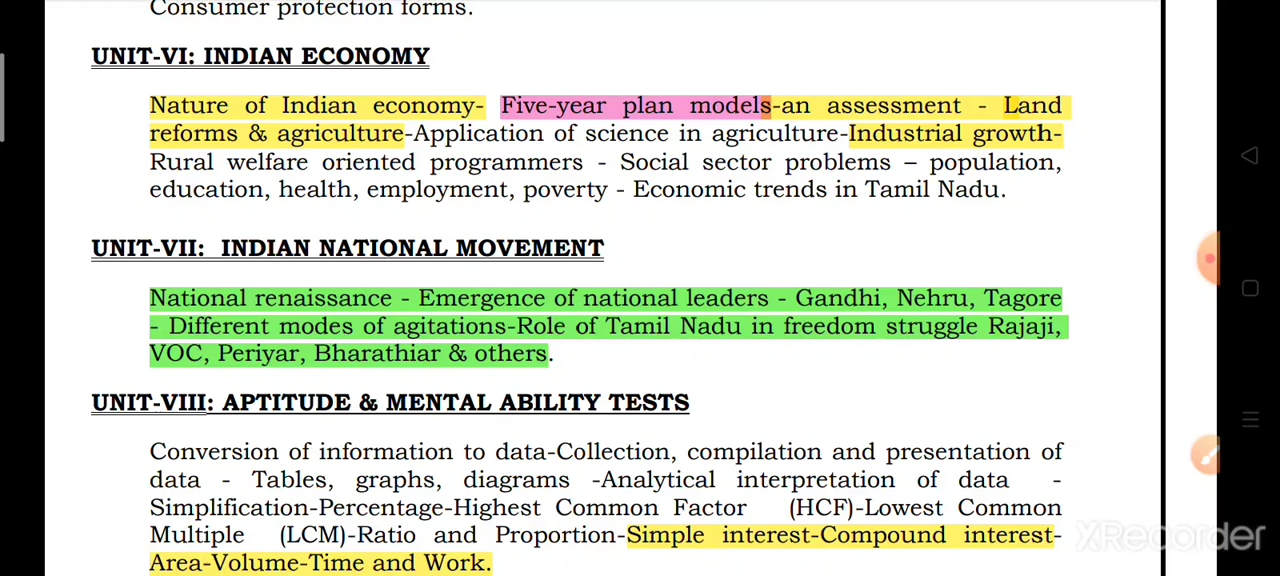 Consumer protection forms.
UNIT-VI: INDIAN ECONOMY
Nature of Indian economy- Five-year plan models-an assessment - Land
reforms & agriculture-Application of science in agriculture-Industrial growth-
Rural welfare oriented programmers - Social sector problems – population,
education, health, employment, poverty - Economic trends in Tamil Nadu.
UNIT-VII: INDIAN NATIONAL MOVEMENT
National renaissance - Emergence of national leaders - Gandhi, Nehru, Tagore
- Different modes of agitations-Role of Tamil Nadu in freedom struggle Rajaji,
VOC, Periyar, Bharathiar & others.
UNIT-VIII: APTITUDE & MENTAL ABILITY TESTS
Conversion of information to data-Collection, compilation and presentation of
data - Tables, graphs, diagrams -Analytical interpretation of data -
Simplification-Percentage-Highest Common Factor (HCF)-Lowest Common
Multiple (LCM)-Ratio and Proportion-Simple interest-Compound interest-
Area-Volume-Time and Work.
XRecorder